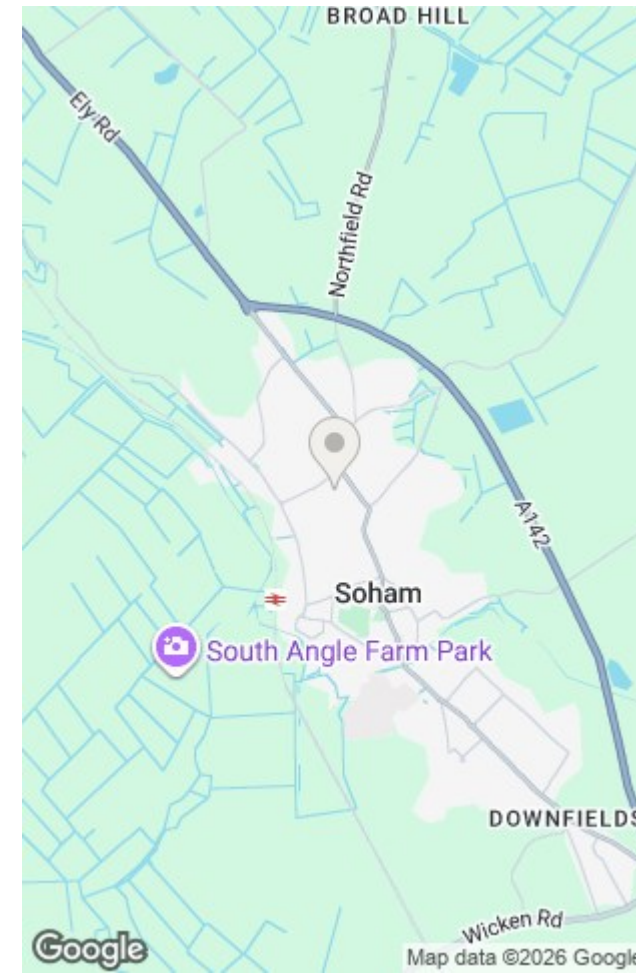 BROAD HILL
Ely Rd
Northfield Rd
A142
Soham
South Angle Farm Park
DOWNFIELDS
Wicken Rd
Google
Map data ©2026 Google